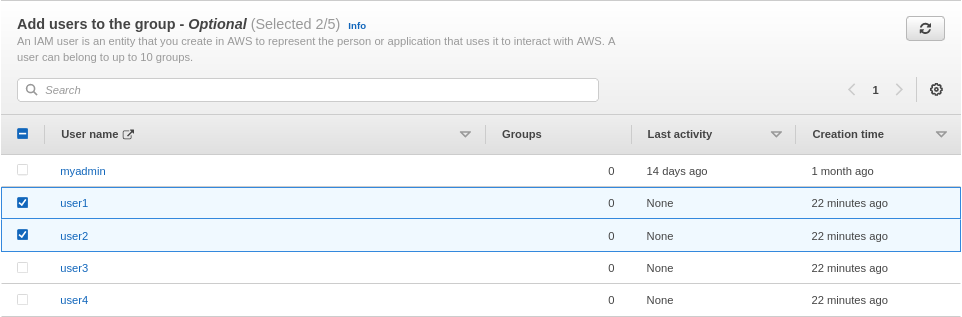 Add users to the group - Optional (Selected 2/5) Info
An IAM user is an entity that you create in AWS to represent the person or application that uses it to interact with AWS. A
user can belong to up to 10 groups.
Search
1
User name Groups Last activity Creation time
myadmin 0 14 days ago 1 month ago
user1 0 None 22 minutes ago
user2 0 None 22 minutes ago
user3 0 None 22 minutes ago
user4 0 None 22 minutes ago